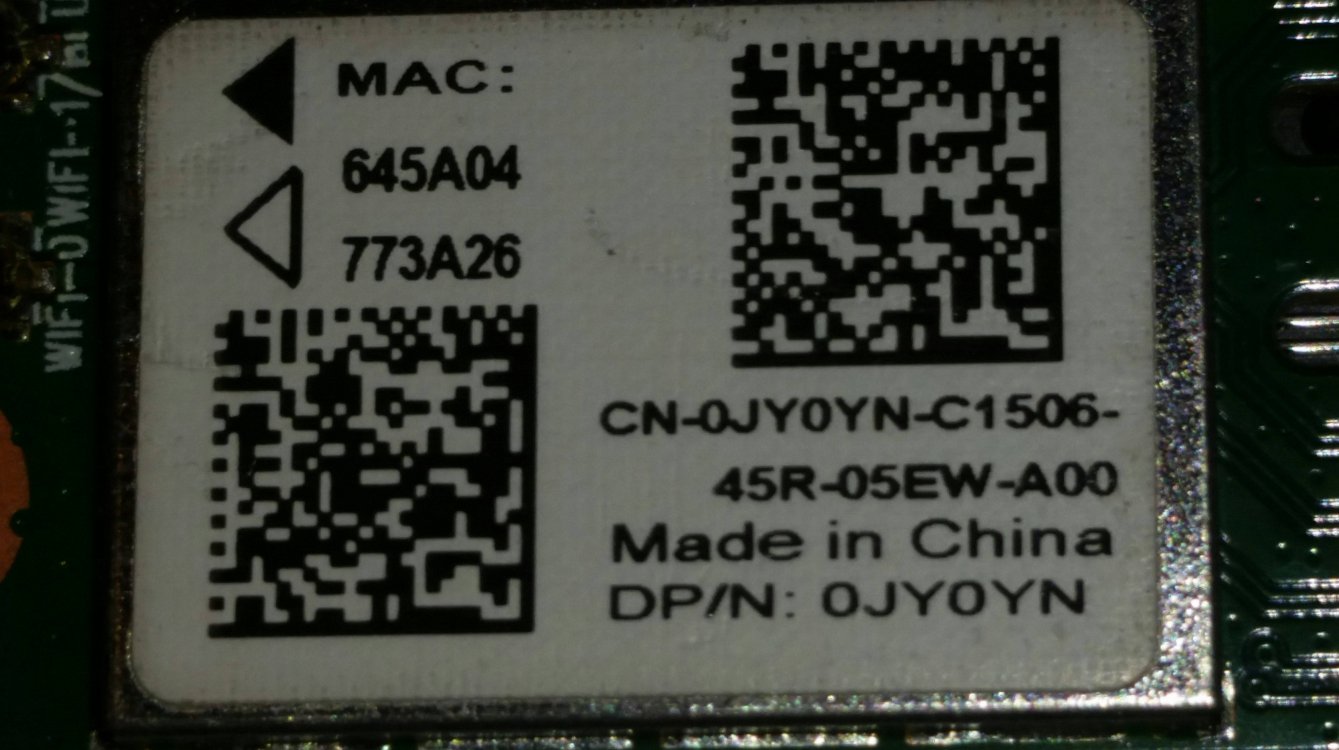 MAC:
645A04
773A26
CN-0JY0YN-C1506-
45R-05EW-A00
Made in China
DP/N: 0JY0YN